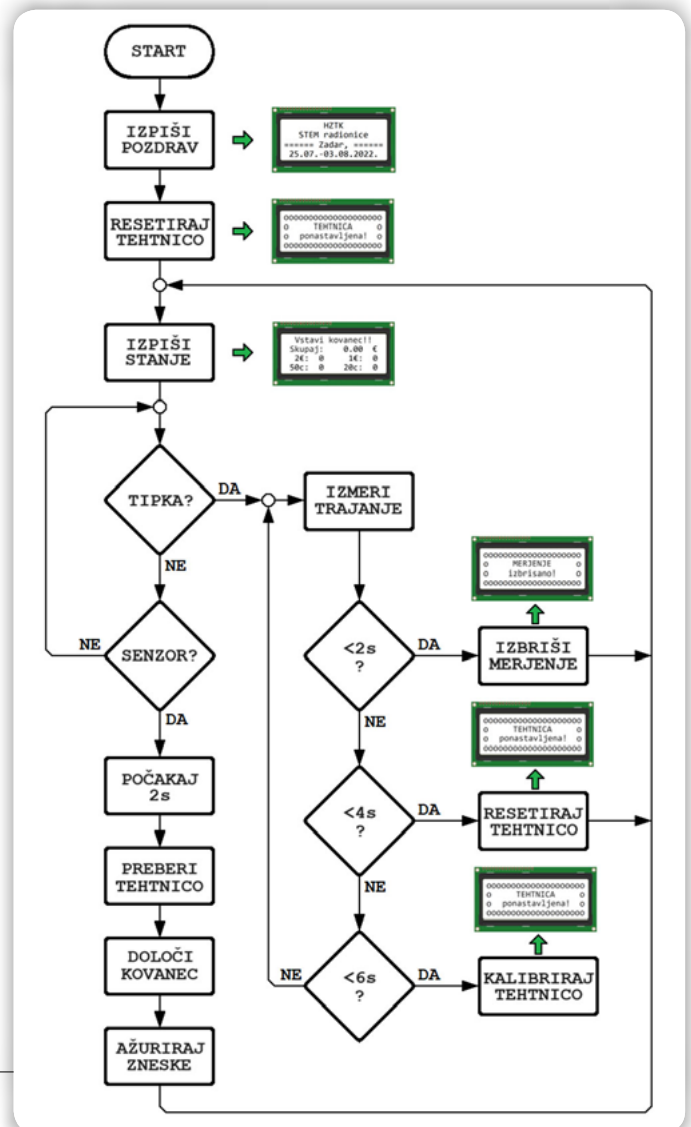 START
IZPIŠI
POZDRAV
HZTK
STEM radionice
====== Zadar, ======
25.07.-03.08.2022.
RESETIRAJ
TEHTNICO
oooooooooooooooooooo
o TEHTNICA o
o ponastavljena! o
oooooooooooooooooooo
IZPIŠI
STANJE
Vstavi kovanec!!
Skupaj: 0.00 €
2€: 0 1€: 0
50c: 0 20c: 0
TIPKA?
DA
NE
IZMERI
TRAJANJE
SENZOR?
NE
DA
<2s
?
DA
NE
IZBRIŠI
MERJENJE
oooooooooooooooooooo
o MERJENJE o
o izbrisano! o
oooooooooooooooooooo
POČAKAJ
2s
<4s
?
DA
NE
RESETIRAJ
TEHTNICO
oooooooooooooooooooo
o TEHTNICA o
o ponastavljena! o
oooooooooooooooooooo
PREBERI
TEHTNICO
DOLOČI
KOVANEC
<6s
?
NE
DA
KALIBRIRAJ
TEHTNICO
oooooooooooooooooooo
o TEHTNICA o
o ponastavljena! o
oooooooooooooooooooo
AŽURIRAJ
ZNESKE